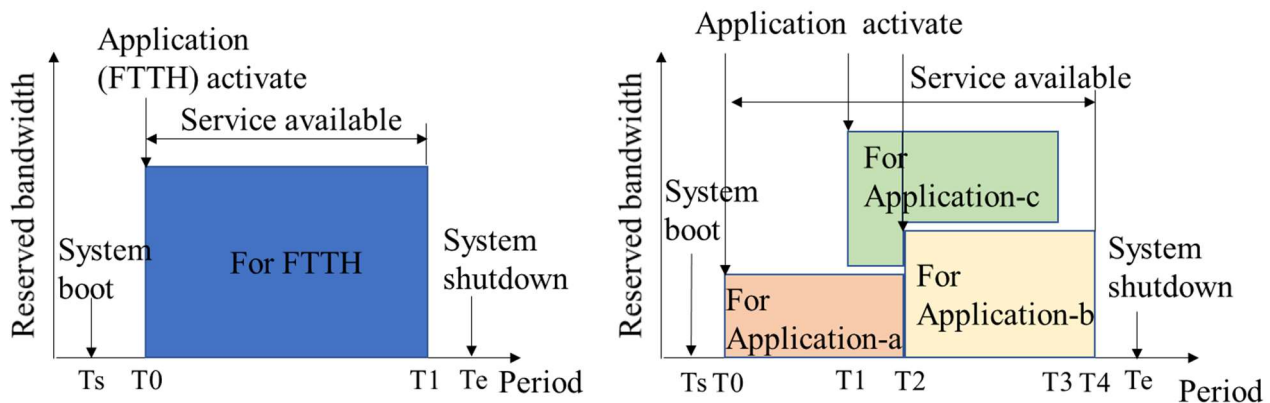 Application
(FTTH) activate
Service available
Reserved bandwidth
System
boot
For FTTH
System
shutdown
Ts T0 T1 Te Period
Application activate
Service available
Reserved bandwidth
For
Application-c
System
boot
For
Application-a
For
Application-b
System
shutdown
Ts T0 T1 T2 T3 T4 Te Period